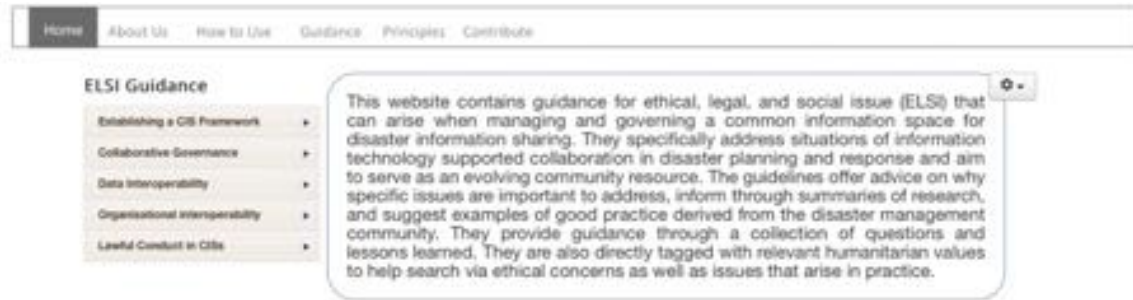 Home About Us How to Use Guidance Principles Contribute
ELSI Guidance
Establishing a CIS Framework
Collaborative Governance
Data Interoperability
Organisational Interoperability
Lawful Conduct in CISs
This website contains guidance for ethical, legal, and social issue (ELSI) that
can arise when managing and governing a common information space for
disaster information sharing. They specifically address situations of information
technology supported collaboration in disaster planning and response and aim
to serve as an evolving community resource. The guidelines offer advice on why
specific issues are important to address, inform through summaries of research,
and suggest examples of good practice derived from the disaster management
community. They provide guidance through a collection of questions and
lessons learned. They are also directly tagged with relevant humanitarian values
to help search via ethical concerns as well as issues that arise in practice.